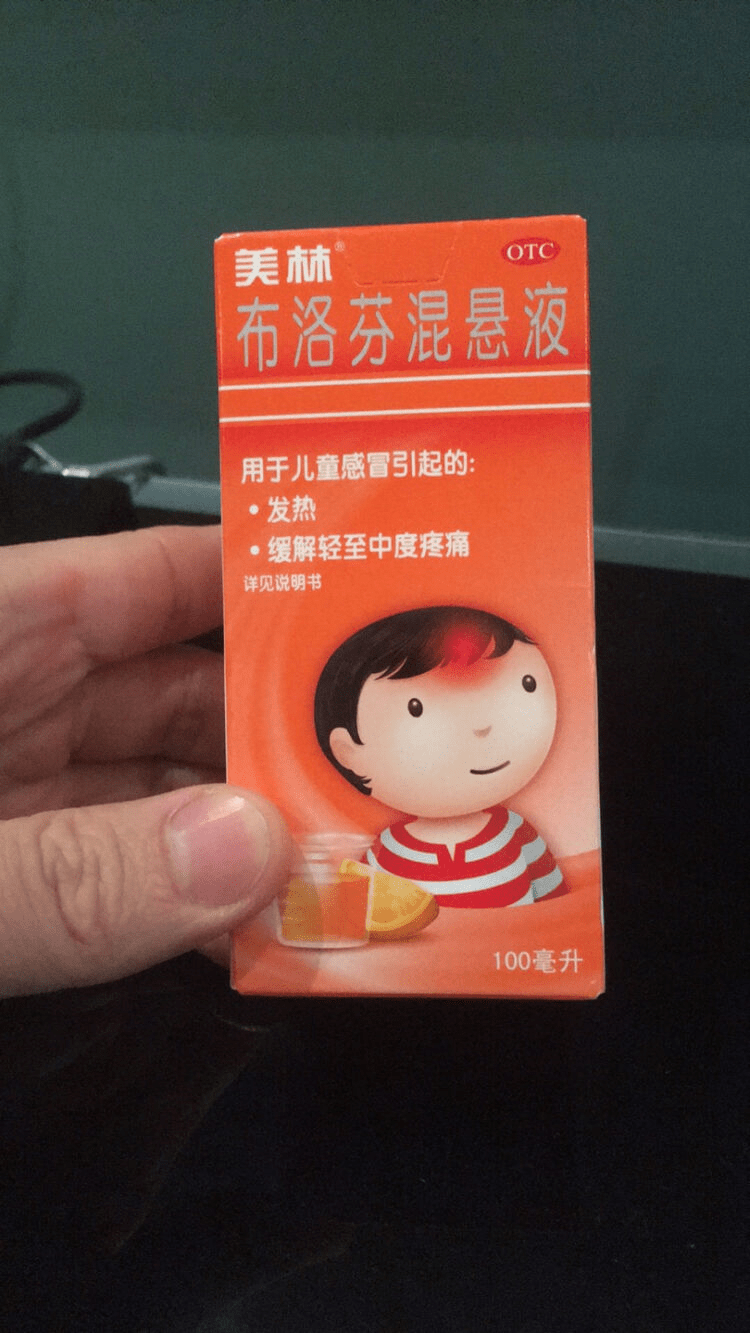 美林® OTC
布洛芬混悬液
用于儿童感冒引起的:
• 发热
• 缓解轻至中度疼痛
详见说明书
100毫升